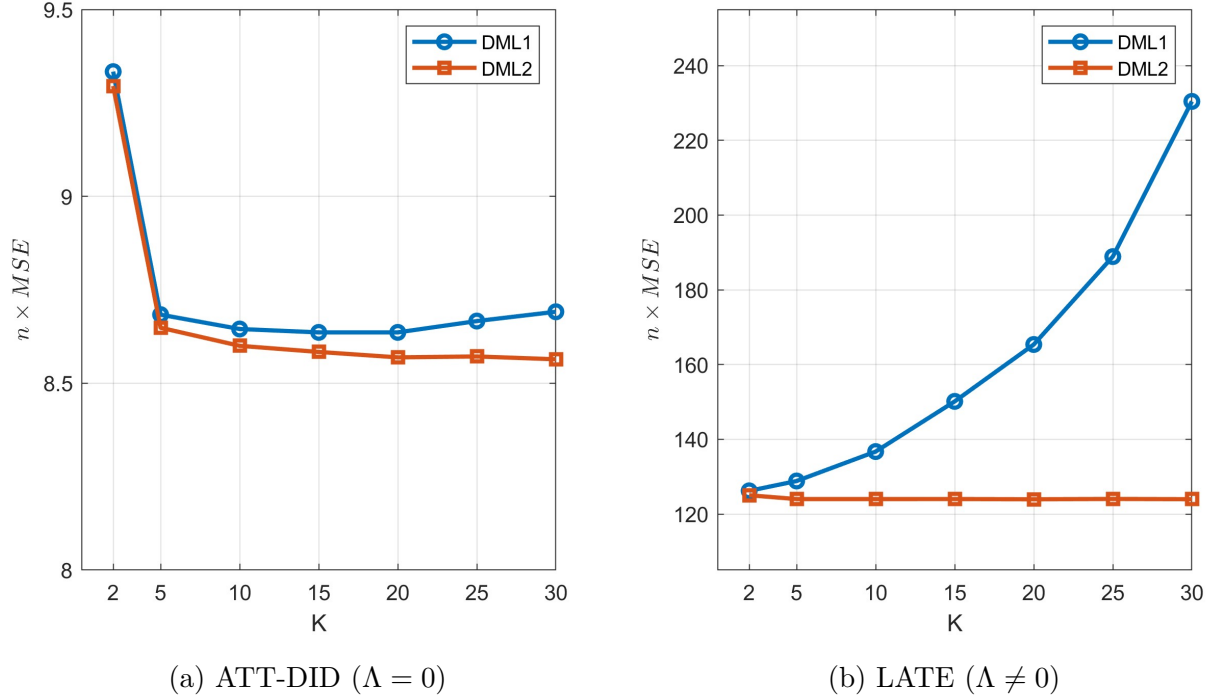 9.5
9
8.5
8
n × MSE
2 5 10 15 20 25 30
K
DML1
DML2
(a) ATT-DID (Λ = 0)
240
220
200
180
160
140
120
n × MSE
2 5 10 15 20 25 30
K
DML1
DML2
(b) LATE (Λ ≠ 0)